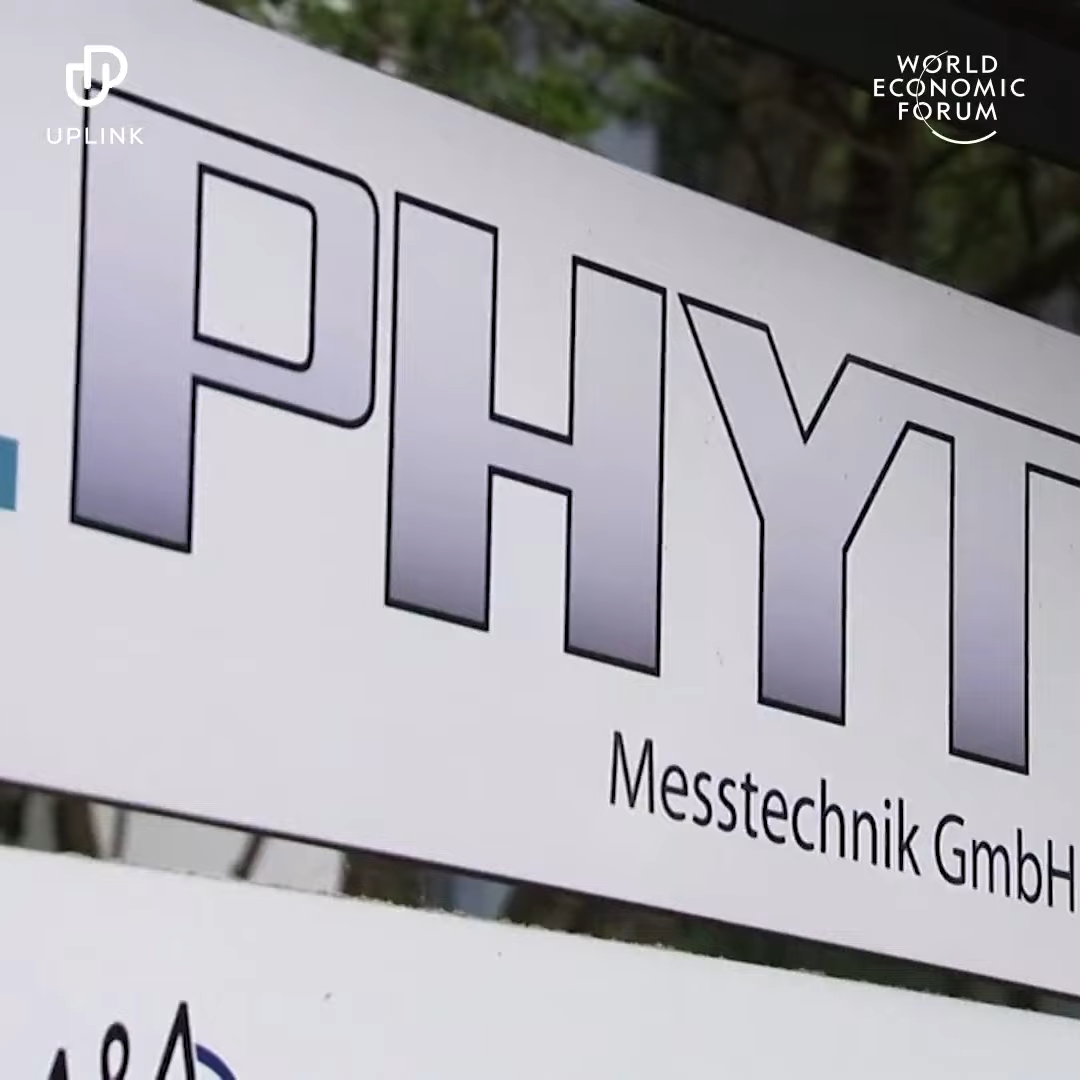 UPLINK
WORLD
ECONOMIC
FORUM
PHYT
Messtechnik GmbH